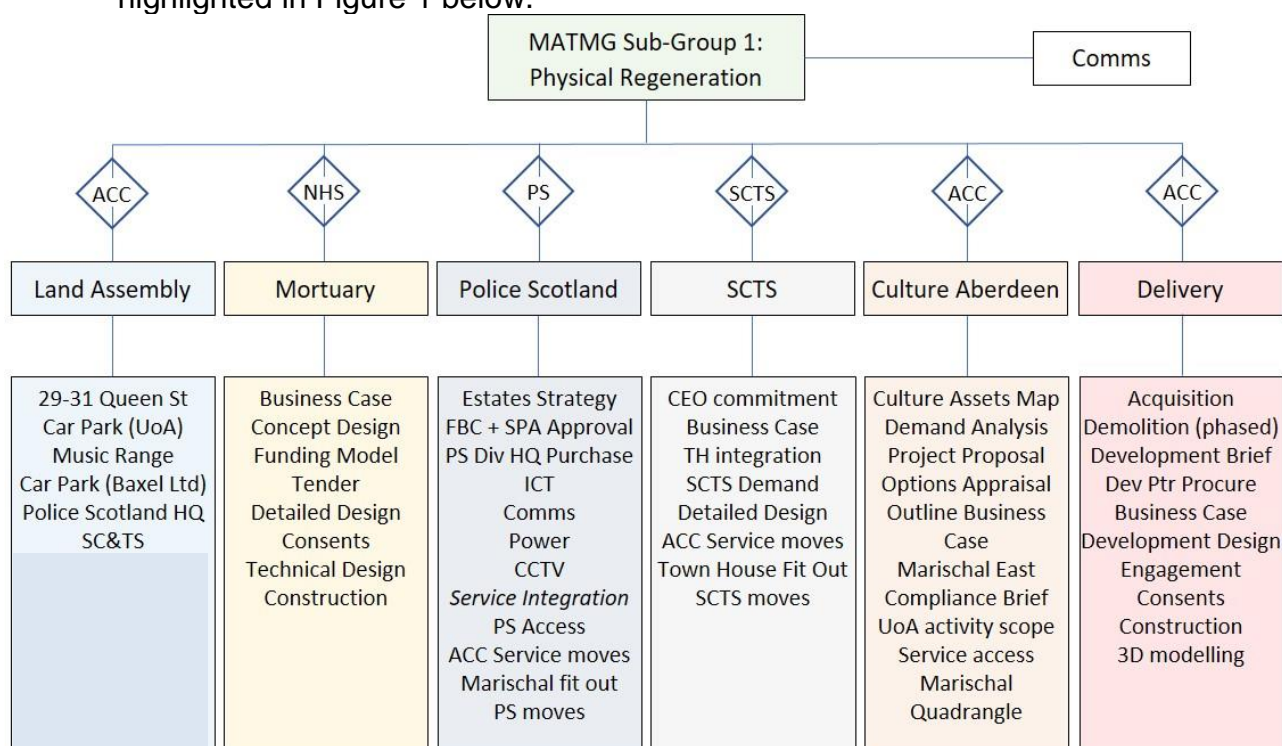 highlighted in Figure 1 below.
MATMG Sub-Group 1:
Physical Regeneration
Comms
ACC
NHS
PS
SCTS
ACC
ACC
Land Assembly
Mortuary
Police Scotland
SCTS
Culture Aberdeen
Delivery
29-31 Queen St
Car Park (UoA)
Music Range
Car Park (Baxel Ltd)
Police Scotland HQ
SC&TS
Business Case
Concept Design
Funding Model
Tender
Detailed Design
Consents
Technical Design
Construction
Estates Strategy
FBC + SPA Approval
PS Div HQ Purchase
ICT
Comms
Power
CCTV
Service Integration
PS Access
ACC Service moves
Marischal fit out
PS moves
CEO commitment
Business Case
TH integration
SCTS Demand
Detailed Design
ACC Service moves
Town House Fit Out
SCTS moves
Culture Assets Map
Demand Analysis
Project Proposal
Options Appraisal
Outline Business
Case
Marischal East
Compliance Brief
UoA activity scope
Service access
Marischal
Quadrangle
Acquisition
Demolition (phased)
Development Brief
Dev Ptr Procure
Business Case
Development Design
Engagement
Consents
Construction
3D modelling